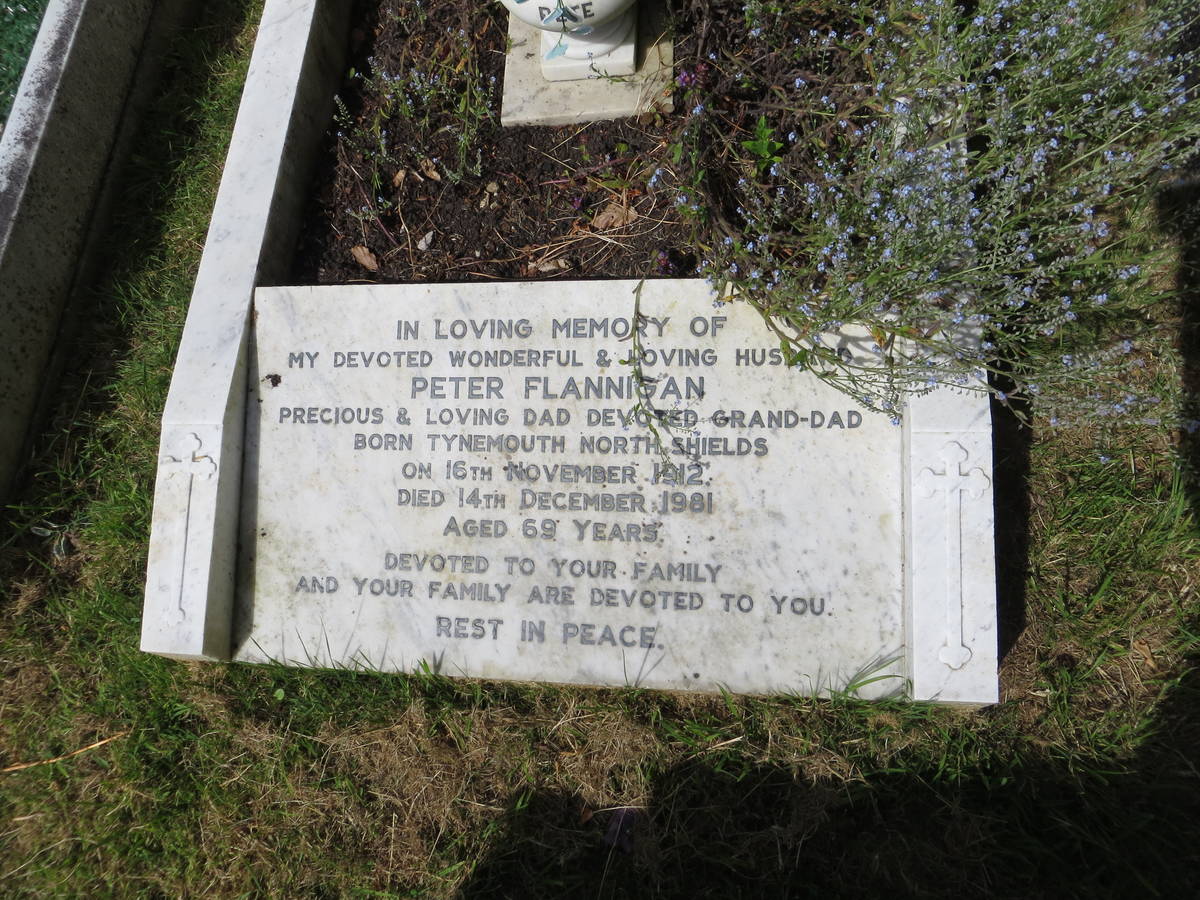 DATE
IN LOVING MEMORY OF
MY DEVOTED WONDERFUL & LOVING HUSBAND
PETER FLANNIGAN
PRECIOUS & LOVING DAD DEVOTED GRAND-DAD
BORN TYNEMOUTH NORTH SHIELDS
ON 16TH NOVEMBER 1912.
DIED 14TH DECEMBER 1981
AGED 69 YEARS.
DEVOTED TO YOUR FAMILY
AND YOUR FAMILY ARE DEVOTED TO YOU.
REST IN PEACE.